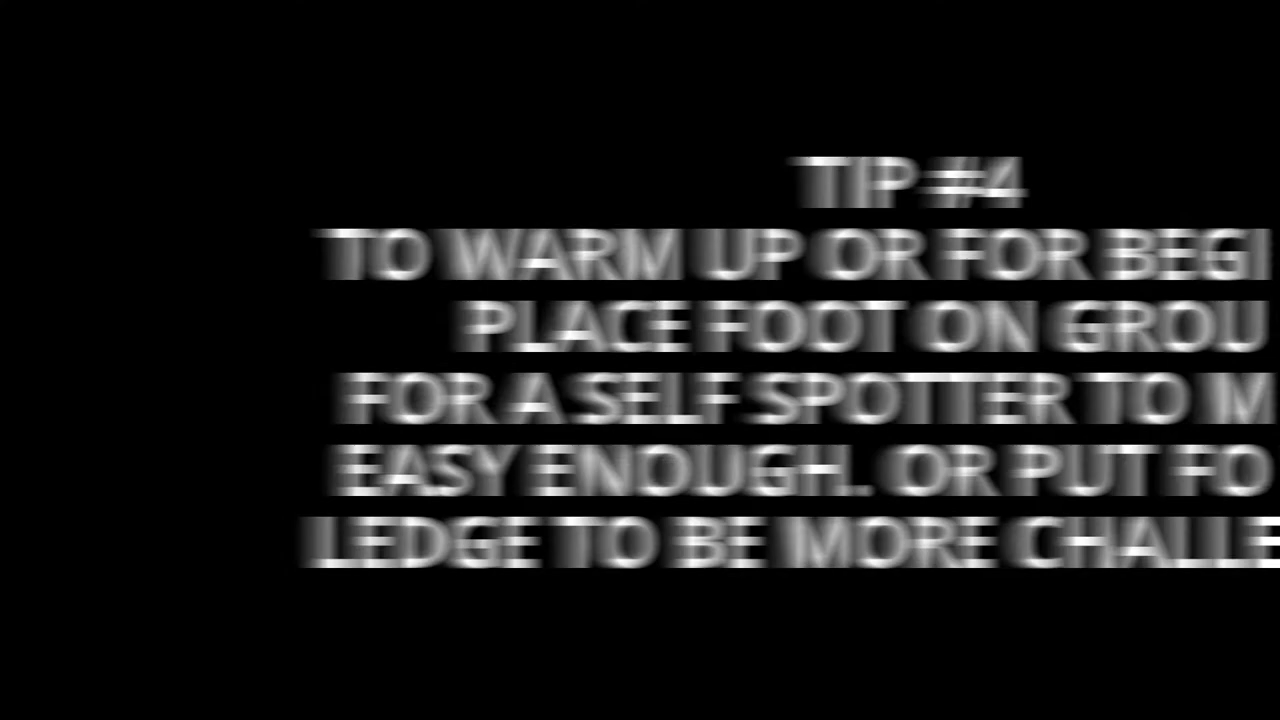 TIP #4
TO WARM UP OR FOR BEGI
PLACE FOOT ON GROU
FOR A SELF SPOTTER TO M
EASY ENOUGH. OR PUT FO
LEDGE TO BE MORE CHALLE